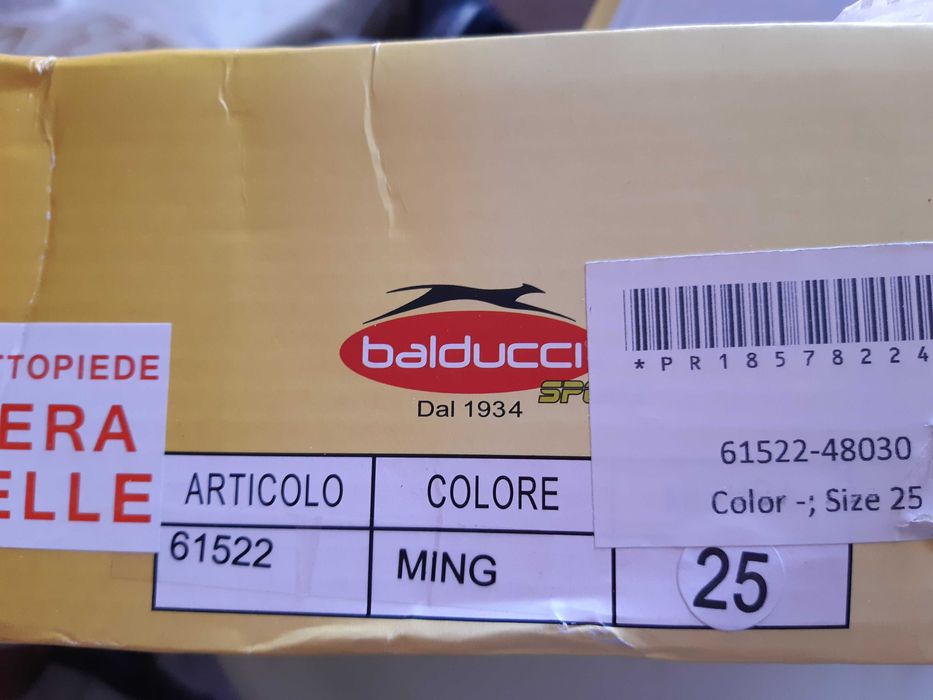 balducci
Dal 1934
TTOPIEDE
ERA
ELLE
ARTICOLO COLORE
61522 MING 25
*PR18578224
61522-48030
Color -; Size 25